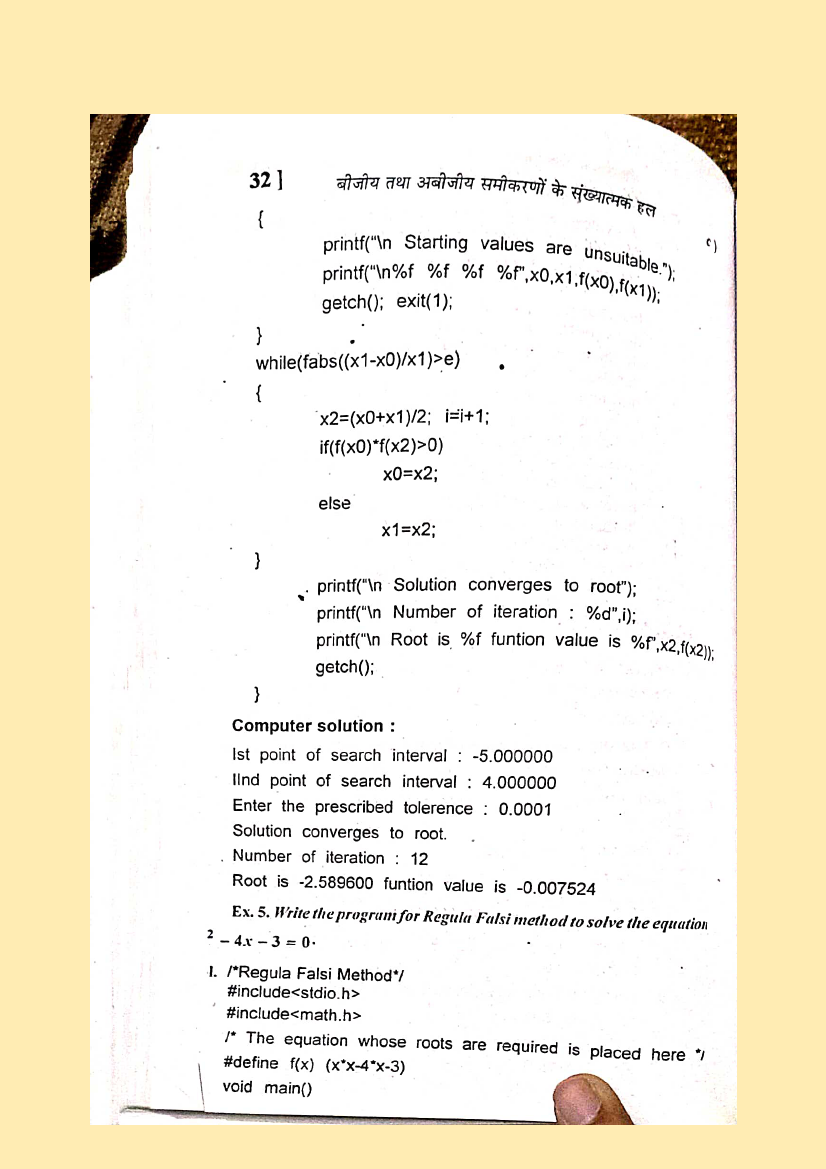 32 ] बीजीय तथा अबीजीय समीकरणों के संख्यात्मक हल
{
printf("\n Starting values are unsuitable.");
printf("\n%f %f %f %f",x0,x1,f(x0),f(x1));
getch(); exit(1);
}
while(fabs((x1-x0)/x1)>e)
{
x2=(x0+x1)/2; i=i+1;
if(f(x0)*f(x2)>0)
x0=x2;
else
x1=x2;
}
printf("\n Solution converges to root");
printf("\n Number of iteration : %d",i);
printf("\n Root is %f funtion value is %f",x2,f(x2));
getch();
}
Computer solution :
Ist point of search interval : -5.000000
IInd point of search interval : 4.000000
Enter the prescribed tolerence : 0.0001
Solution converges to root.
Number of iteration : 12
Root is -2.589600 funtion value is -0.007524
Ex. 5. Write the program for Regula Falsi method to solve the equation
2 – 4x – 3 = 0.
l. /*Regula Falsi Method*/
#include<stdio.h>
#include<math.h>
/* The equation whose roots are required is placed here */
#define f(x) (x*x-4*x-3)
void main()